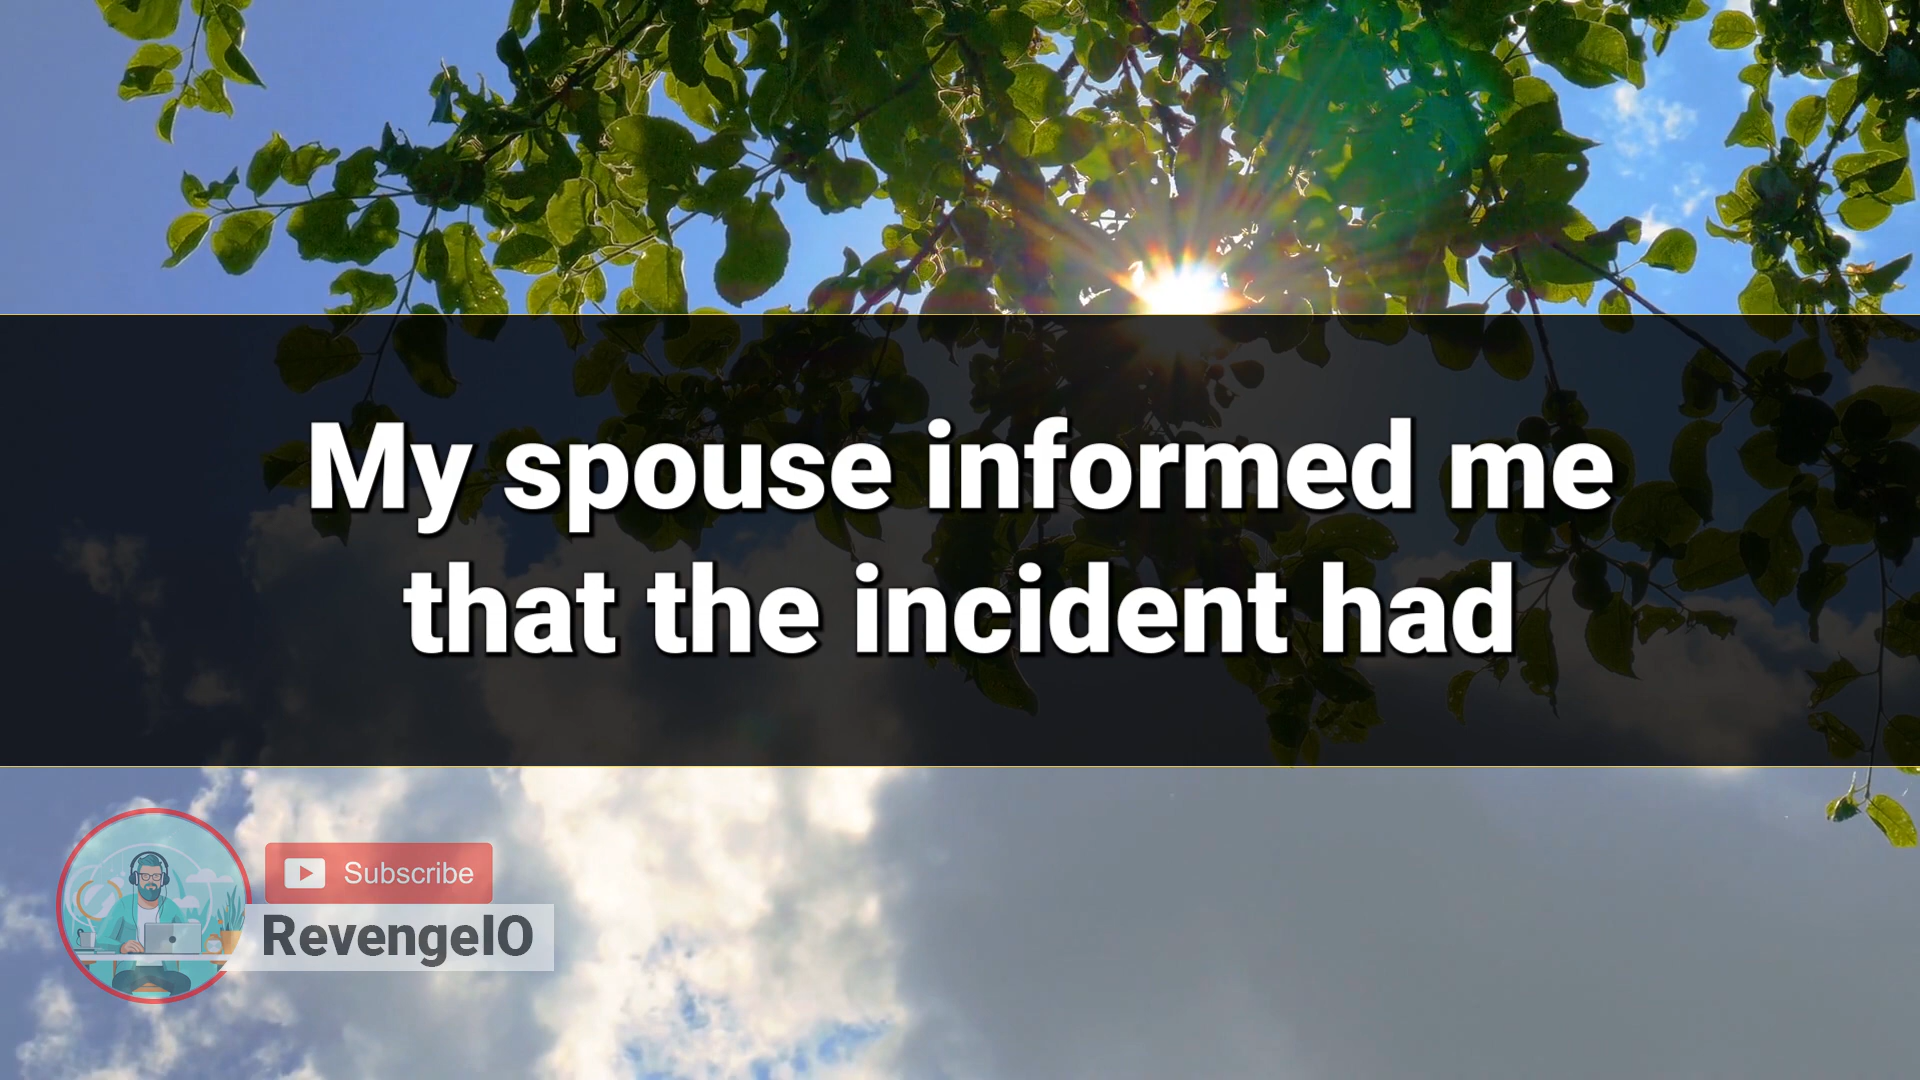 My spouse informed me
that the incident had
Subscribe
RevengeIO